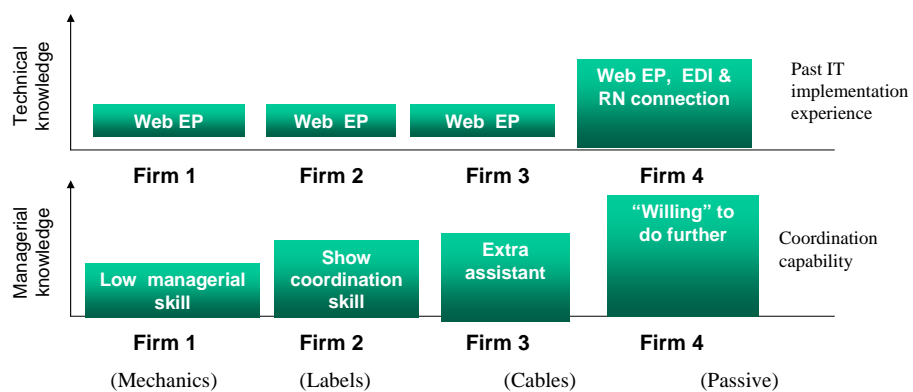 Technical
knowledge
Web EP
Web EP
Web EP
Web EP, EDI &
RN connection
Past IT
implementation
experience
Firm 1
Firm 2
Firm 3
Firm 4
Managerial
knowledge
Low managerial
skill
Show
coordination
skill
Extra
assistant
“Willing” to
do further
Coordination
capability
Firm 1
Firm 2
Firm 3
Firm 4
(Mechanics)
(Labels)
(Cables)
(Passive)